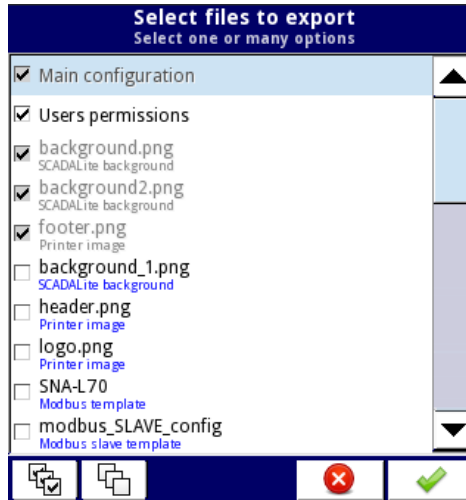 Select files to export
Select one or many options
Main configuration
Users permissions
background.png
SCADALite background
background2.png
SCADALite background
footer.png
Printer image
background_1.png
SCADALite background
header.png
Printer image
logo.png
Printer image
SNA-L70
Modbus template
modbus_SLAVE_config
Modbus slave template